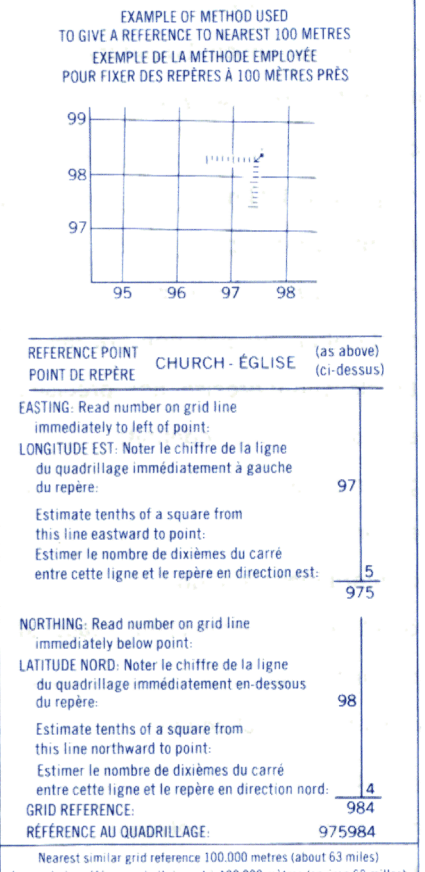 EXAMPLE OF METHOD USED
TO GIVE A REFERENCE TO NEAREST 100 METRES
EXEMPLE DE LA MÉTHODE EMPLOYÉE
POUR FIXER DES REPÈRES À 100 MÈTRES PRÈS
99
98
97
95 96 97 98
REFERENCE POINT CHURCH - ÉGLISE (as above)
POINT DE REPÈRE (ci-dessus)
EASTING: Read number on grid line
immediately to left of point:
LONGITUDE EST: Noter le chiffre de la ligne
du quadrillage immédiatement à gauche
du repère: 97
Estimate tenths of a square from
this line eastward to point:
Estimer le nombre de dixièmes du carré
entre cette ligne et le repère en direction est: 5
975
NORTHING: Read number on grid line
immediately below point:
LATITUDE NORD: Noter le chiffre de la ligne
du quadrillage immédiatement en-dessous
du repère: 98
Estimate tenths of a square from
this line northward to point:
Estimer le nombre de dixièmes du carré
entre cette ligne et le repère en direction nord: 4
GRID REFERENCE: 984
RÉFÉRENCE AU QUADRILLAGE: 975984
Nearest similar grid reference 100,000 metres (about 63 miles)